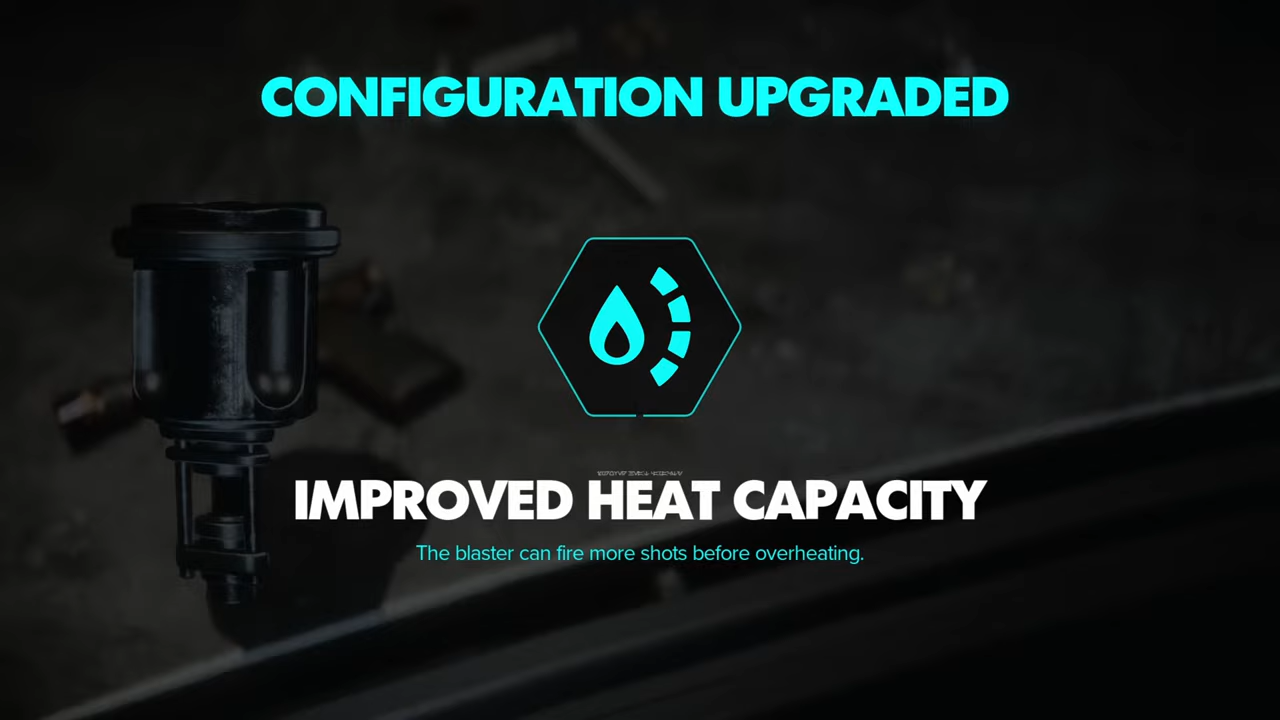 CONFIGURATION UPGRADED
IMPROVED HEAT CAPACITY
The blaster can fire more shots before overheating.